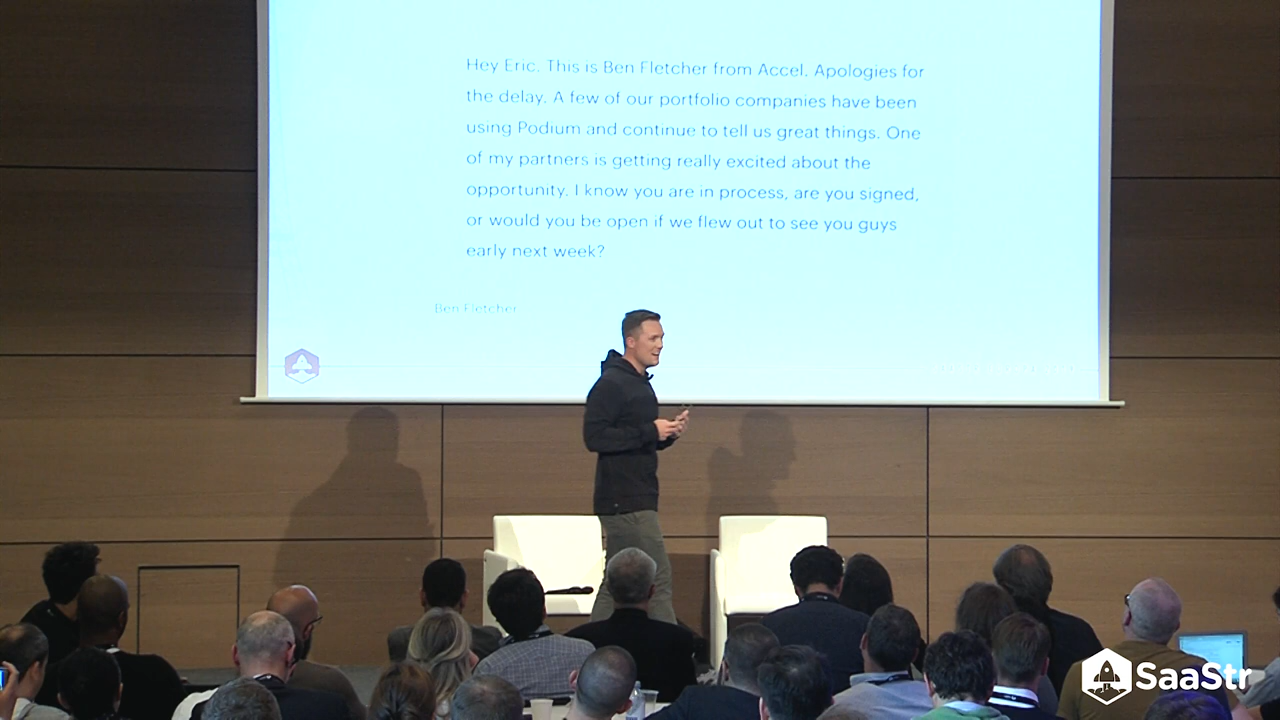 Hey Eric. This is Ben Fletcher from Accel. Apologies for
the delay. A few of our portfolio companies have been
using Podium and continue to tell us great things. One
of my partners is getting really excited about the
opportunity. I know you are in process, are you signed,
or would you be open if we flew out to see you guys
early next week?
Ben Fletcher
SaaStr